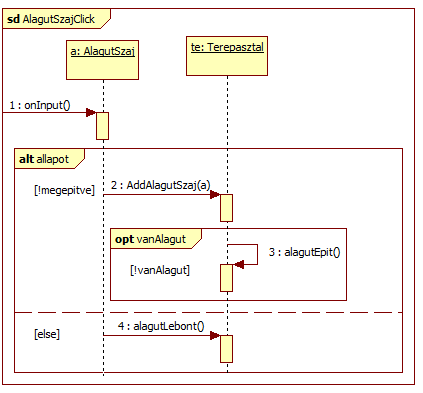 sd AlagutSzajClick
a: AlagutSzaj
te: Terepasztal
1 : onInput()
alt allapot
[!megepitve]
2 : AddAlagutSzaj(a)
opt vanAlagut
3 : alagutEpit()
[!vanAlagut]
[else]
4 : alagutLebont()